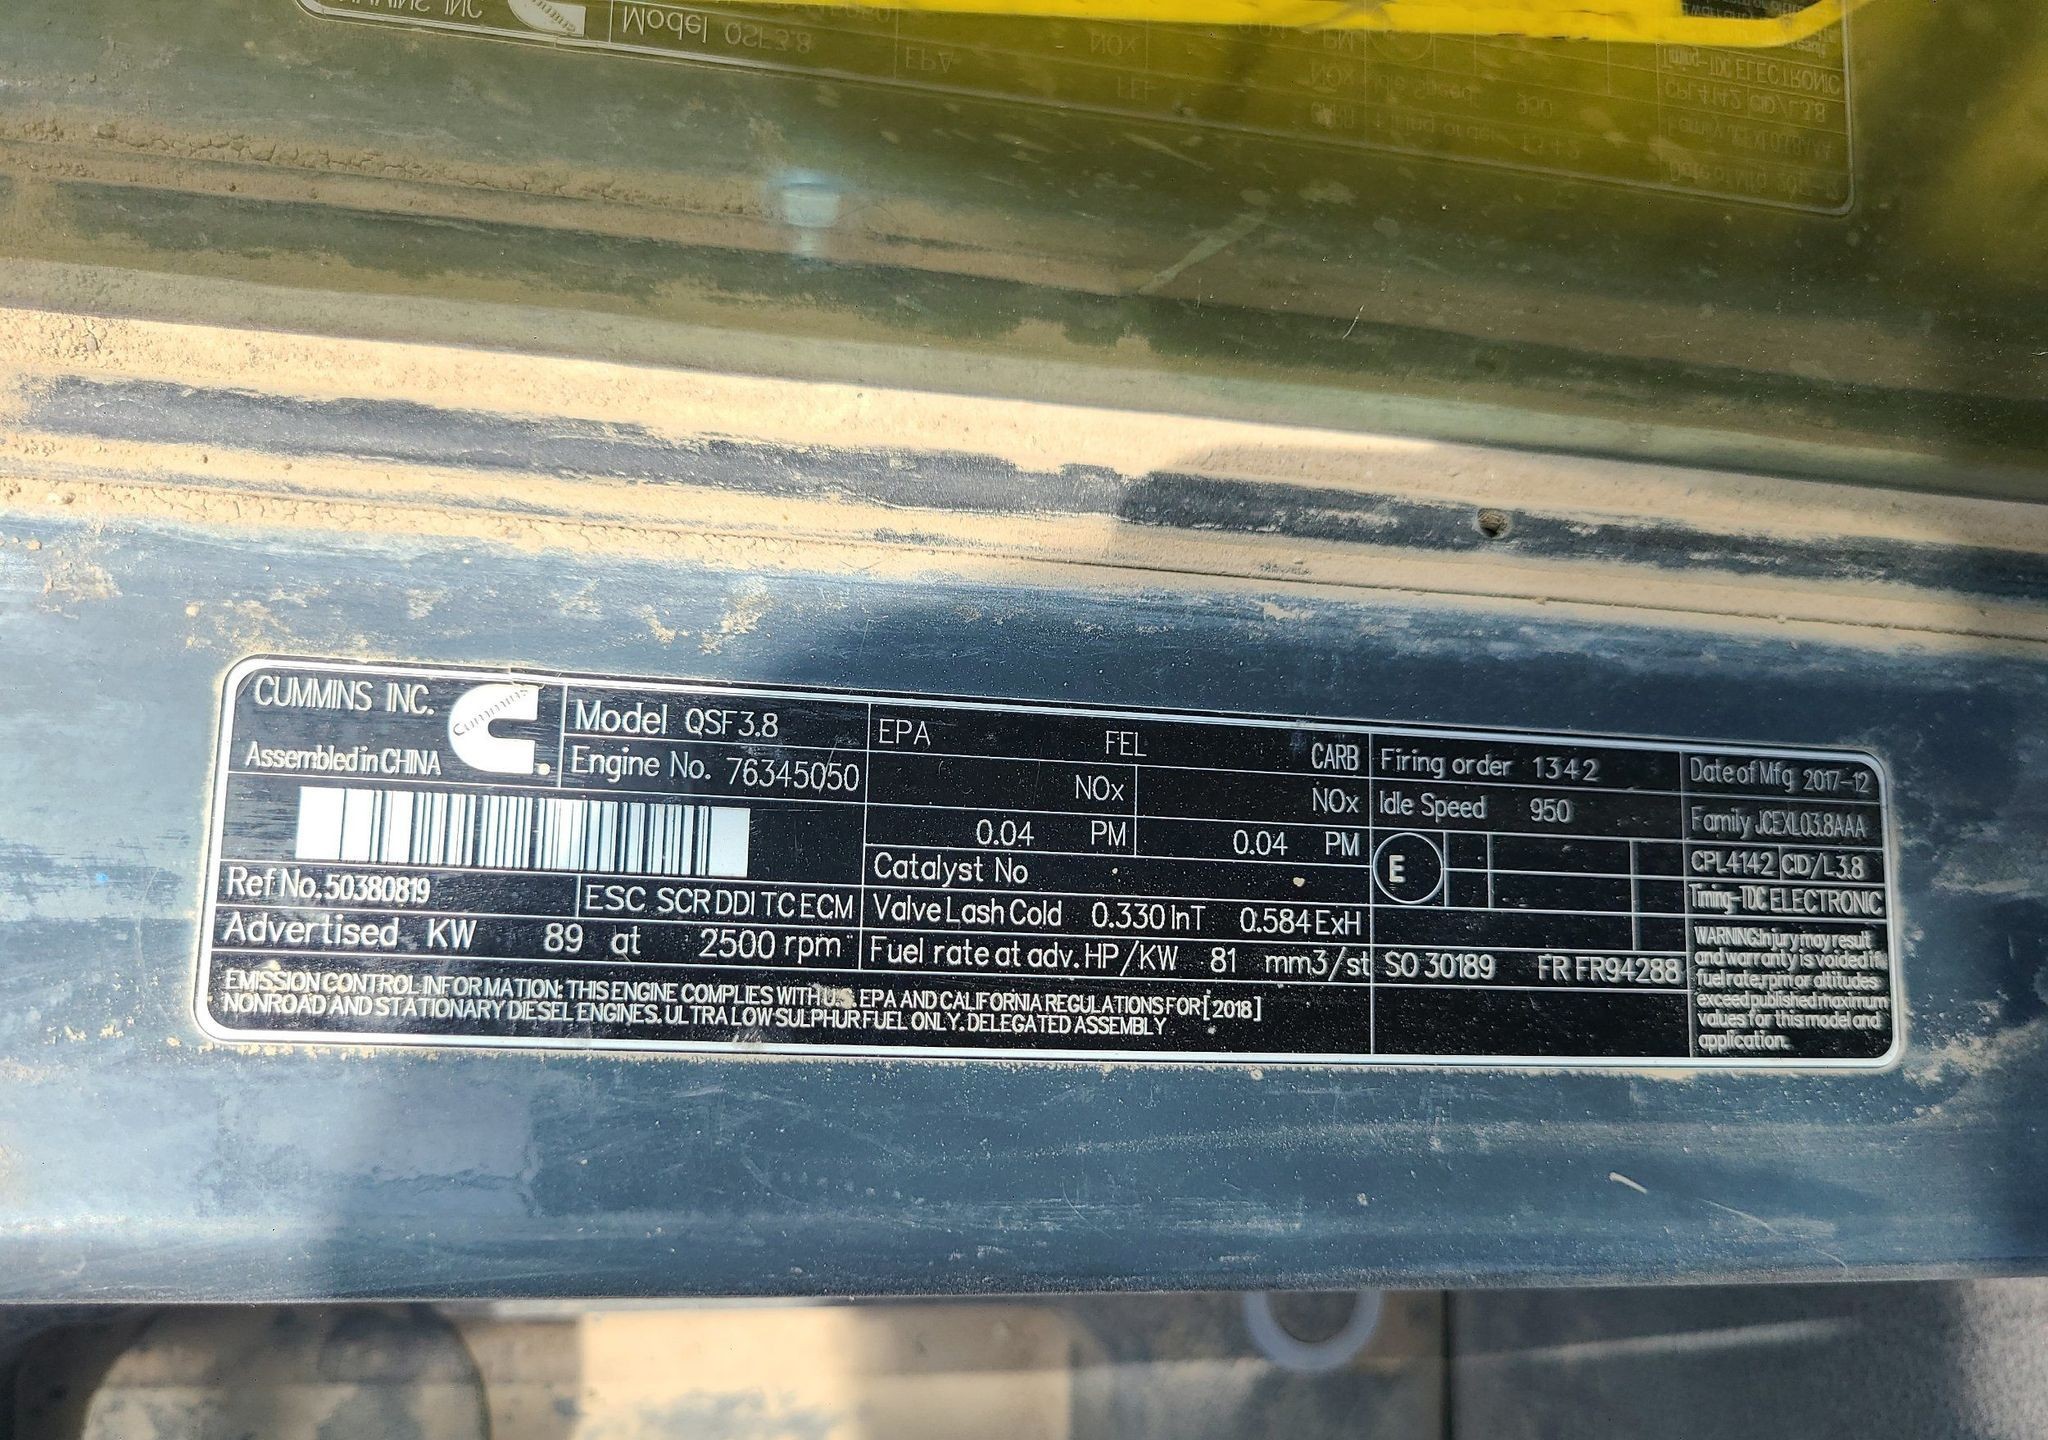 CUMMINS INC.
Cummins
Assembled in CHINA
Model QSF3.8
Engine No. 76345050
Ref No. 50380819
ESC SCR DDI TC ECM
Advertised KW 89 at 2500 rpm
EPA FEL CARB
NOx NOx
0.04 PM 0.04 PM
Catalyst No
Valve Lash Cold 0.330 InT 0.584 ExH
Fuel rate at adv. HP/KW 81 mm3/st
Firing order 1342
Idle Speed 950
E
SO 30189 FR FR94288
Date of Mfg 2017-12
Family JCEXL03.8AAA
CPL4142 CID/L3.8
Timing-TDC ELECTRONIC
WARNING:Injury may result
and warranty is voided if
fuel rate,rpm or altitudes
exceed published maximum
values for this model and
application.
EMISSION CONTROL INFORMATION: THIS ENGINE COMPLIES WITH U.S. EPA AND CALIFORNIA REGULATIONS FOR [2018]
NONROAD AND STATIONARY DIESEL ENGINES. ULTRA LOW SULPHUR FUEL ONLY. DELEGATED ASSEMBLY